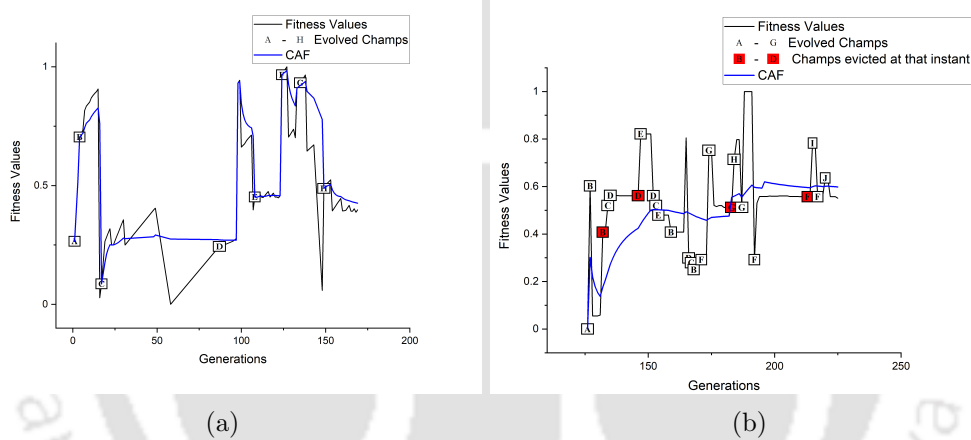 Fitness Values
A - H Evolved Champs
CAF
Fitness Values
1
0.5
0
A
B
C
D
E
F
G
H
0
50
100
150
200
Generations
(a)
Fitness Values
A - G Evolved Champs
B - D Champs evicted at that instant
CAF
Fitness Values
1
0.8
0.6
0.4
0.2
0
A
B
B
C
D
D
E
D
C
E
B
B
C
B
F
G
H
G
F
F
I
F
J
150
200
250
Generations
(b)